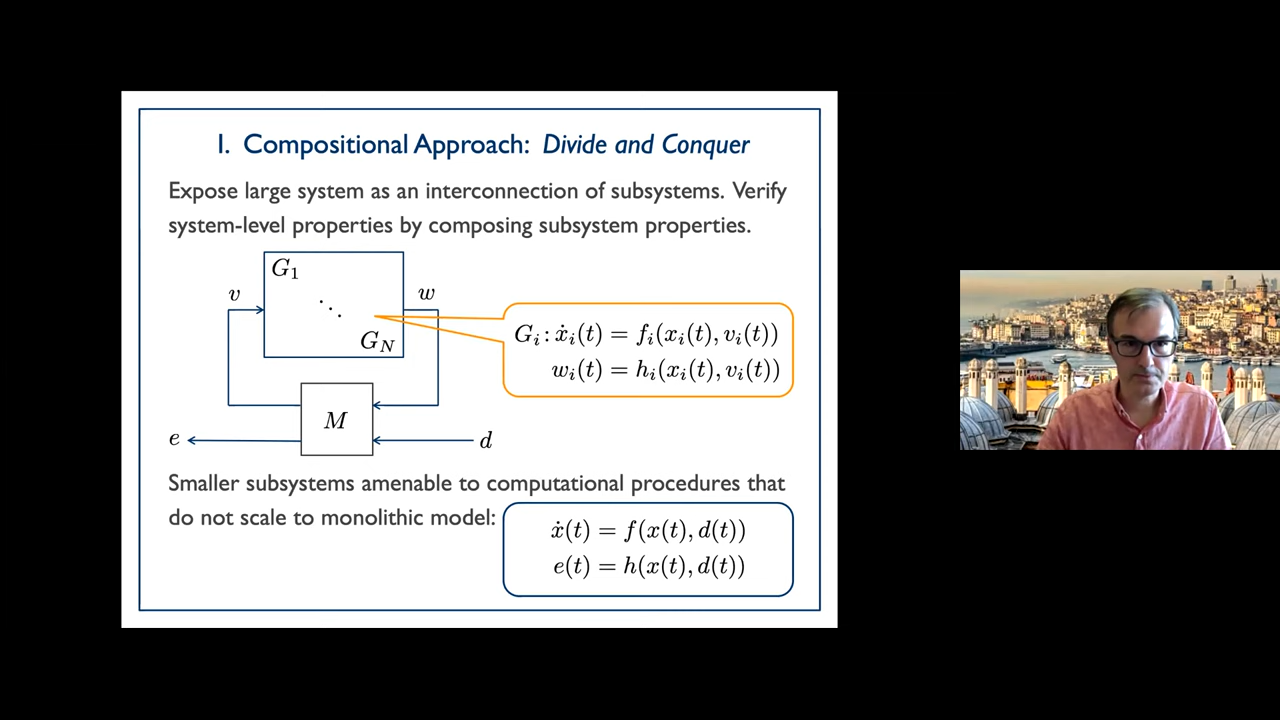 I. Compositional Approach: Divide and Conquer
Expose large system as an interconnection of subsystems. Verify
system-level properties by composing subsystem properties.
G₁
v
w
⋱
G_N
G_i : ẋ_i(t) = f_i(x_i(t), v_i(t))
w_i(t) = h_i(x_i(t), v_i(t))
M
e
d
Smaller subsystems amenable to computational procedures that
do not scale to monolithic model:
ẋ(t) = f(x(t), d(t))
e(t) = h(x(t), d(t))